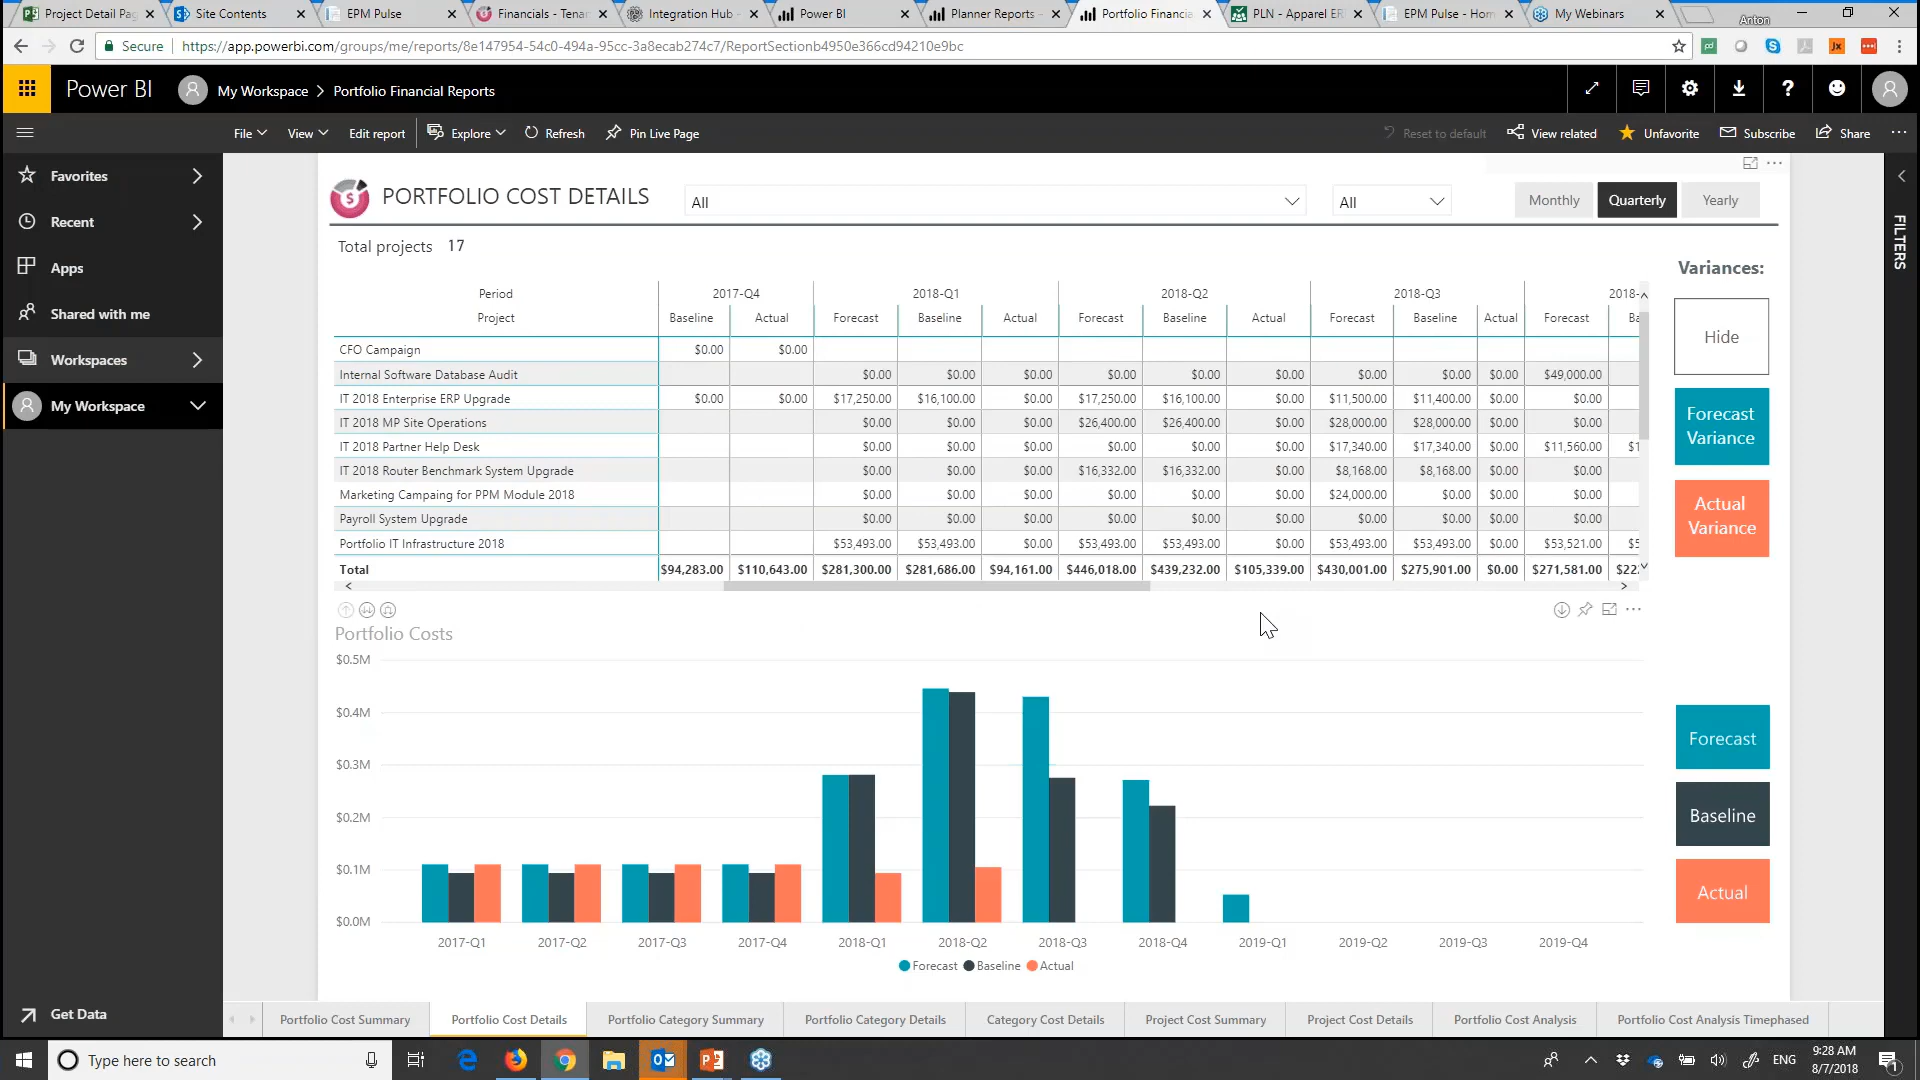 Project Detail Pag
Site Contents
EPM Pulse
Financials - Tenan
Integration Hub -
Power BI
Planner Reports -
Portfolio Financia
PLN - Apparel ER
EPM Pulse - Hom
My Webinars
Anton
Secure https://app.powerbi.com/groups/me/reports/8e147954-54c0-494a-95cc-3a8ecab274c7/ReportSectionb4950e366cd94210e9bc
Power BI My Workspace > Portfolio Financial Reports
File View Edit report Explore Refresh Pin Live Page Reset to default View related Unfavorite Subscribe Share
Favorites
Recent
Apps
Shared with me
Workspaces
My Workspace
Get Data
PORTFOLIO COST DETAILS All All Monthly Quarterly Yearly
Total projects 17
FILTERS
Variances:
Hide
Forecast
Variance
Actual
Variance
Period 2017-Q4 2018-Q1 2018-Q2 2018-Q3 2018-
Project Baseline Actual Forecast Baseline Actual Forecast Baseline Actual Forecast Baseline Actual Forecast Ba
CFO Campaign $0.00 $0.00
Internal Software Database Audit $0.00 $0.00 $0.00 $0.00 $0.00 $0.00 $0.00 $0.00 $0.00 $49,000.00
IT 2018 Enterprise ERP Upgrade $0.00 $0.00 $17,250.00 $16,100.00 $0.00 $17,250.00 $16,100.00 $0.00 $11,500.00 $11,400.00 $0.00 $0.00
IT 2018 MP Site Operations $0.00 $0.00 $0.00 $26,400.00 $26,400.00 $0.00 $28,000.00 $28,000.00 $0.00 $0.00
IT 2018 Partner Help Desk $0.00 $0.00 $0.00 $0.00 $0.00 $0.00 $17,340.00 $17,340.00 $0.00 $11,560.00 $1
IT 2018 Router Benchmark System Upgrade $0.00 $0.00 $0.00 $16,332.00 $16,332.00 $0.00 $8,168.00 $8,168.00 $0.00 $0.00
Marketing Campaing for PPM Module 2018 $0.00 $0.00 $0.00 $0.00 $0.00 $0.00 $24,000.00 $0.00 $0.00 $0.00
Payroll System Upgrade $0.00 $0.00 $0.00 $0.00 $0.00 $0.00 $0.00 $0.00 $0.00 $0.00
Portfolio IT Infrastructure 2018 $53,493.00 $53,493.00 $0.00 $53,493.00 $53,493.00 $0.00 $53,493.00 $53,493.00 $0.00 $53,521.00 $5
Total $94,283.00 $110,643.00 $281,300.00 $281,686.00 $94,161.00 $446,018.00 $439,232.00 $105,339.00 $430,001.00 $275,901.00 $0.00 $271,581.00 $22
Portfolio Costs
$0.5M
$0.4M
$0.3M
$0.2M
$0.1M
$0.0M
2017-Q1 2017-Q2 2017-Q3 2017-Q4 2018-Q1 2018-Q2 2018-Q3 2018-Q4 2019-Q1 2019-Q2 2019-Q3 2019-Q4
Forecast Baseline Actual
Forecast
Baseline
Actual
Portfolio Cost Summary Portfolio Cost Details Portfolio Category Summary Portfolio Category Details Category Cost Details Project Cost Summary Project Cost Details Portfolio Cost Analysis Portfolio Cost Analysis Timephased
Type here to search
ENG
9:28 AM
8/7/2018
1